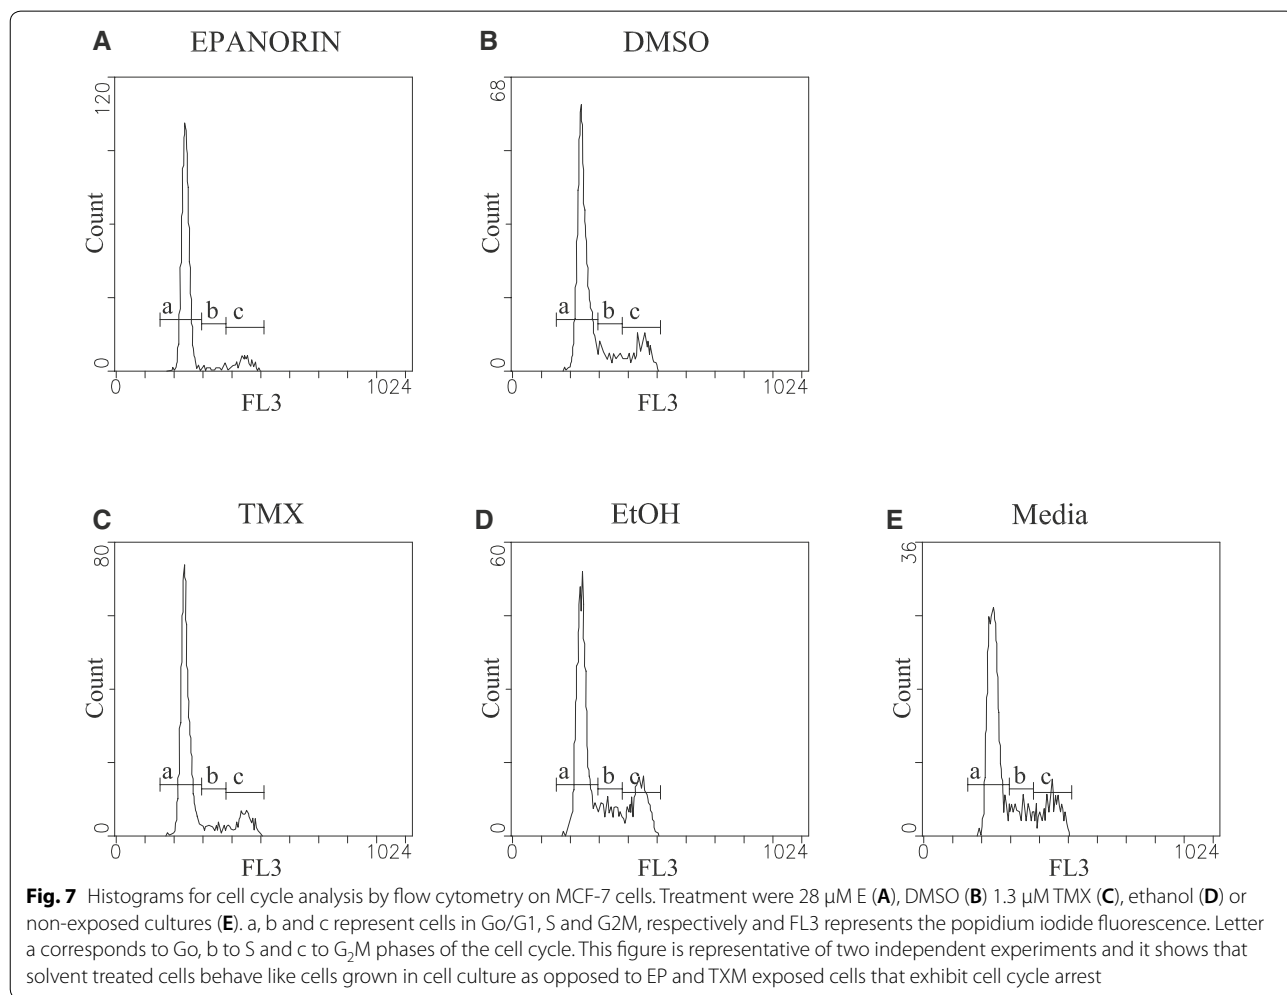 A EPANORIN
B DMSO
120
68
Count
Count
a b c
a b c
0
0
0 1024
0 1024
FL3
FL3
C TMX
D EtOH
E Media
80
60
36
Count
Count
Count
a b c
a b c
a b c
0
0
0
0 1024
0 1024
0 1024
FL3
FL3
FL3
Fig. 7 Histograms for cell cycle analysis by flow cytometry on MCF-7 cells. Treatment were 28 µM E (A), DMSO (B) 1.3 µM TMX (C), ethanol (D) or
non-exposed cultures (E). a, b and c represent cells in Go/G1, S and G2M, respectively and FL3 represents the popidium iodide fluorescence. Letter
a corresponds to Go, b to S and c to G₂M phases of the cell cycle. This figure is representative of two independent experiments and it shows that
solvent treated cells behave like cells grown in cell culture as opposed to EP and TXM exposed cells that exhibit cell cycle arrest